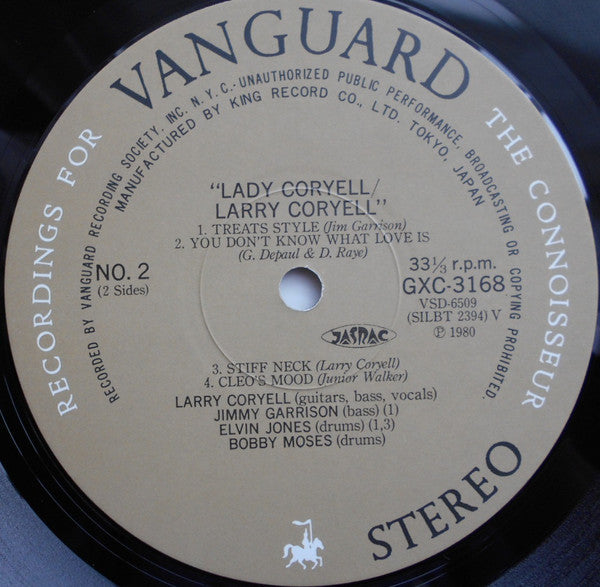 VANGUARD
RECORDINGS FOR THE CONNOISSEUR
RECORDED BY VANGUARD RECORDING SOCIETY, INC. N.Y.C.-UNAUTHORIZED PUBLIC PERFORMANCE, BROADCASTING OR COPYING PROHIBITED.
MANUFACTURED BY KING RECORD CO., LTD. TOKYO, JAPAN
"LADY CORYELL/
LARRY CORYELL"
1. TREATS STYLE (Jim Garrison)
2. YOU DON'T KNOW WHAT LOVE IS
(G. Depaul & D. Raye)
NO. 2
(2 Sides)
33⅓ r.p.m.
GXC-3168
VSD-6509
(SILBT 2394) V
℗ 1980
JASRAC
3. STIFF NECK (Larry Coryell)
4. CLEO'S MOOD (Junior Walker)
LARRY CORYELL (guitars, bass, vocals)
JIMMY GARRISON (bass) (1)
ELVIN JONES (drums) (1,3)
BOBBY MOSES (drums)
STEREO